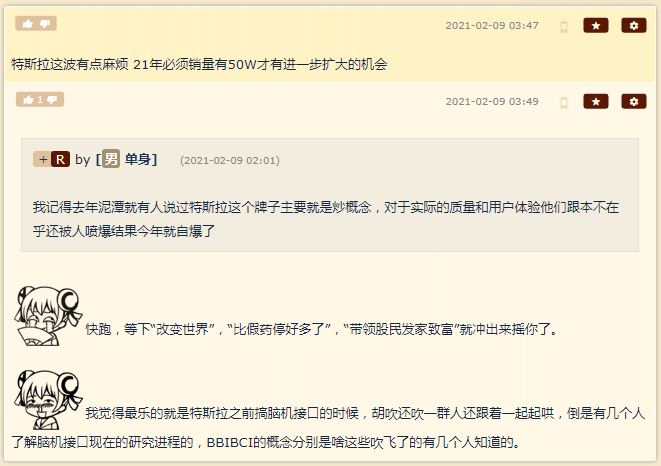 2021-02-09 03:47
特斯拉这波有点麻烦 21年必须销量有50W才有进一步扩大的机会
1 2021-02-09 03:49
+ R by [男 单身] (2021-02-09 02:01)
我记得去年泥潭就有人说过特斯拉这个牌子主要就是炒概念，对于实际的质量和用户体验他们跟本不在
乎还被人喷爆结果今年就自爆了
快跑，等下“改变世界”，“比假药停好多了”，“带领股民发家致富”就冲出来摇你了。
我觉得最乐的就是特斯拉之前搞脑机接口的时候，胡吹还吹一群人还跟着一起起哄，倒是有几个人
了解脑机接口现在的研究进程的，BBIBCI的概念分别是啥这些吹飞了的有几个人知道的。